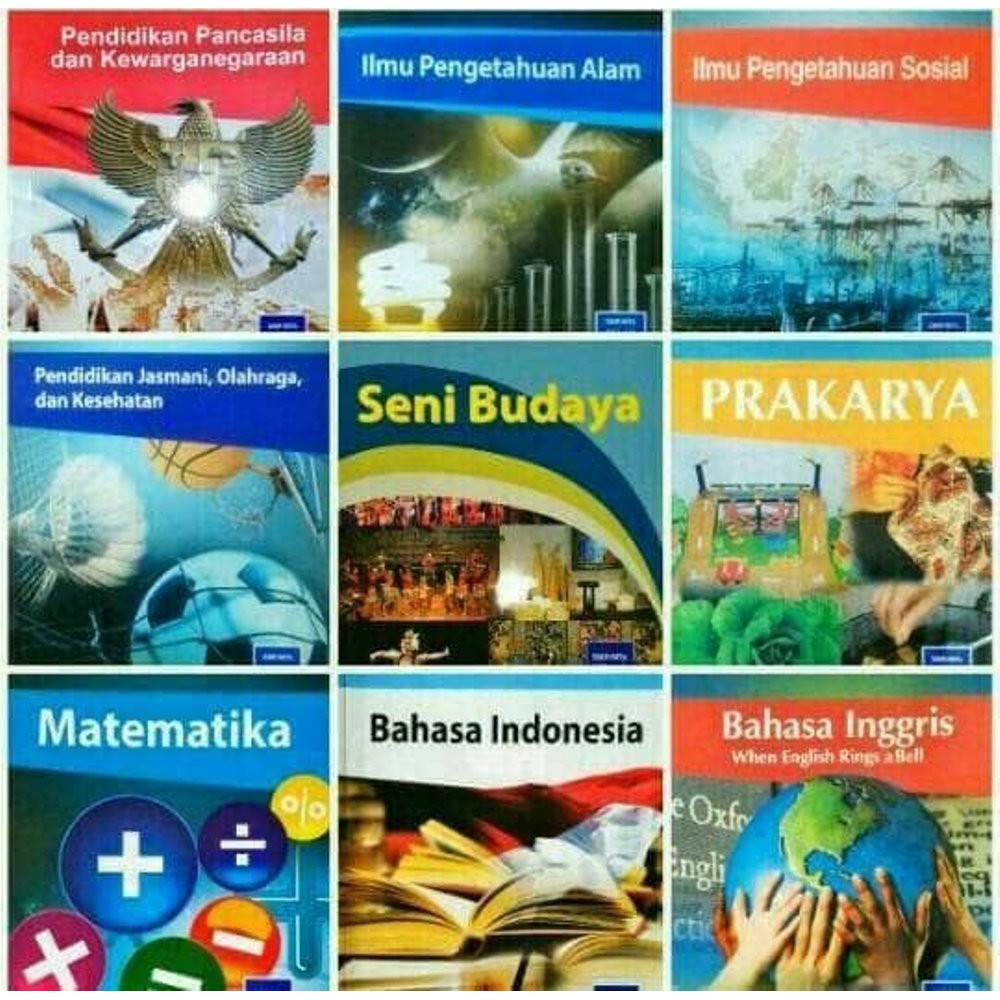 Pendidikan Pancasila
dan Kewarganegaraan
Ilmu Pengetahuan Alam
Ilmu Pengetahuan Sosial
Pendidikan Jasmani, Olahraga,
dan Kesehatan
Seni Budaya
PRAKARYA
Matematika
+ ÷ %
× − =
Bahasa Indonesia
Bahasa Inggris
When English Rings a Bell